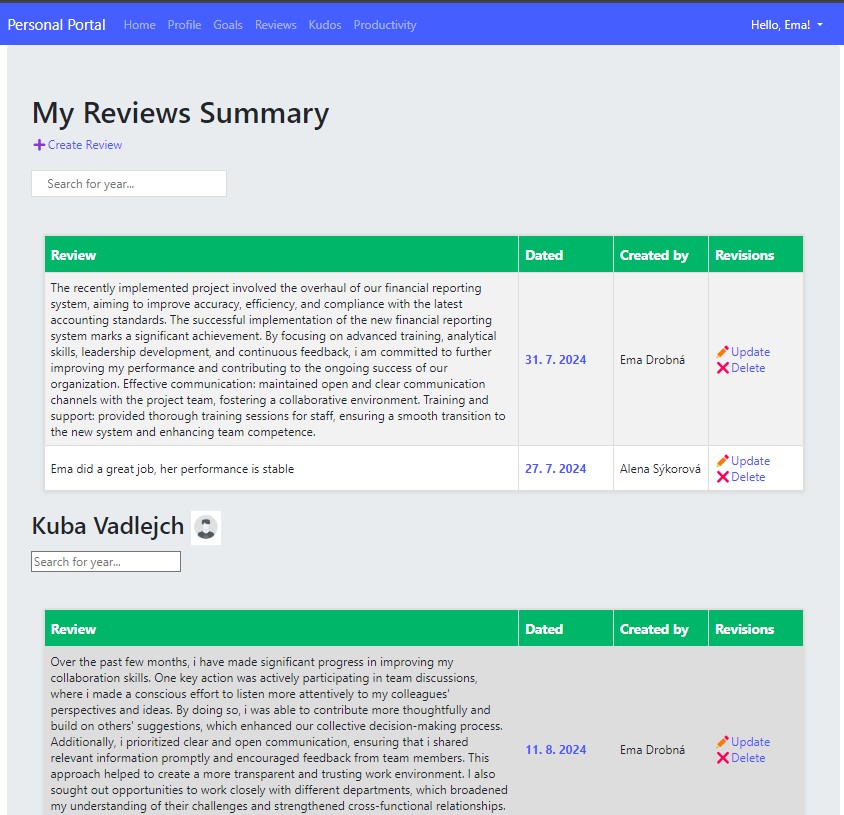 Personal Portal Home Profile Goals Reviews Kudos Productivity Hello, Ema!
My Reviews Summary
Create Review
Search for year...
Review Dated Created by Revisions
The recently implemented project involved the overhaul of our financial reporting
system, aiming to improve accuracy, efficiency, and compliance with the latest
accounting standards. The successful implementation of the new financial reporting
system marks a significant achievement. By focusing on advanced training, analytical
skills, leadership development, and continuous feedback, i am committed to further
improving my performance and contributing to the ongoing success of our
organization. Effective communication: maintained open and clear communication
channels with the project team, fostering a collaborative environment. Training and
support: provided thorough training sessions for staff, ensuring a smooth transition to
the new system and enhancing team competence.
31. 7. 2024
Ema Drobná
Update
Delete
Ema did a great job, her performance is stable
27. 7. 2024
Alena Sýkorová
Update
Delete
Kuba Vadlejch
Search for year...
Review Dated Created by Revisions
Over the past few months, i have made significant progress in improving my
collaboration skills. One key action was actively participating in team discussions,
where i made a conscious effort to listen more attentively to my colleagues'
perspectives and ideas. By doing so, i was able to contribute more thoughtfully and
build on others' suggestions, which enhanced our collective decision-making process.
Additionally, i prioritized clear and open communication, ensuring that i shared
relevant information promptly and encouraged feedback from team members. This
approach helped to create a more transparent and trusting work environment. I also
sought out opportunities to work closely with different departments, which broadened
my understanding of their challenges and strengthened cross-functional relationships.
11. 8. 2024
Ema Drobná
Update
Delete